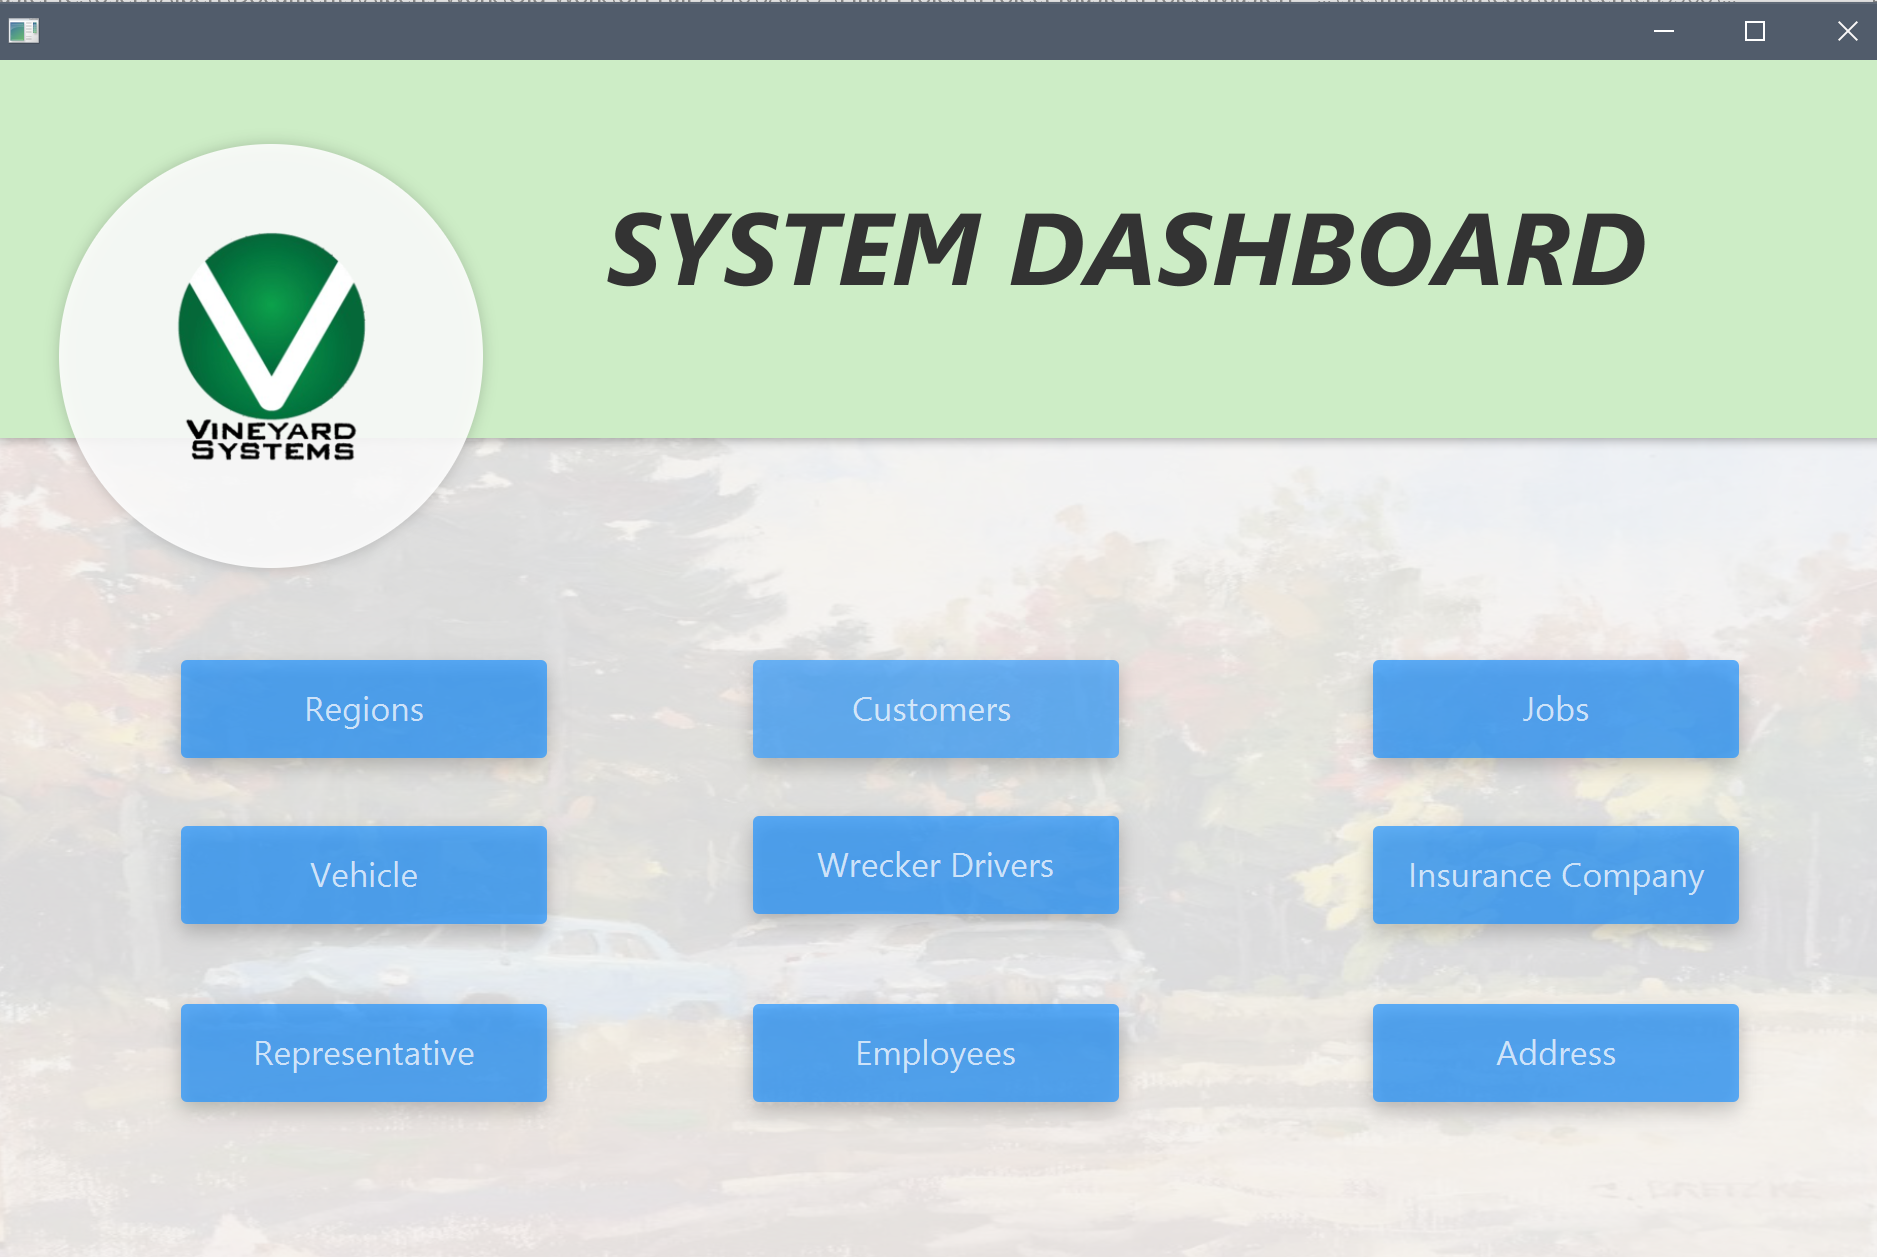 SYSTEM DASHBOARD
VINEYARD
SYSTEMS
Regions
Customers
Jobs
Vehicle
Wrecker Drivers
Insurance Company
Representative
Employees
Address